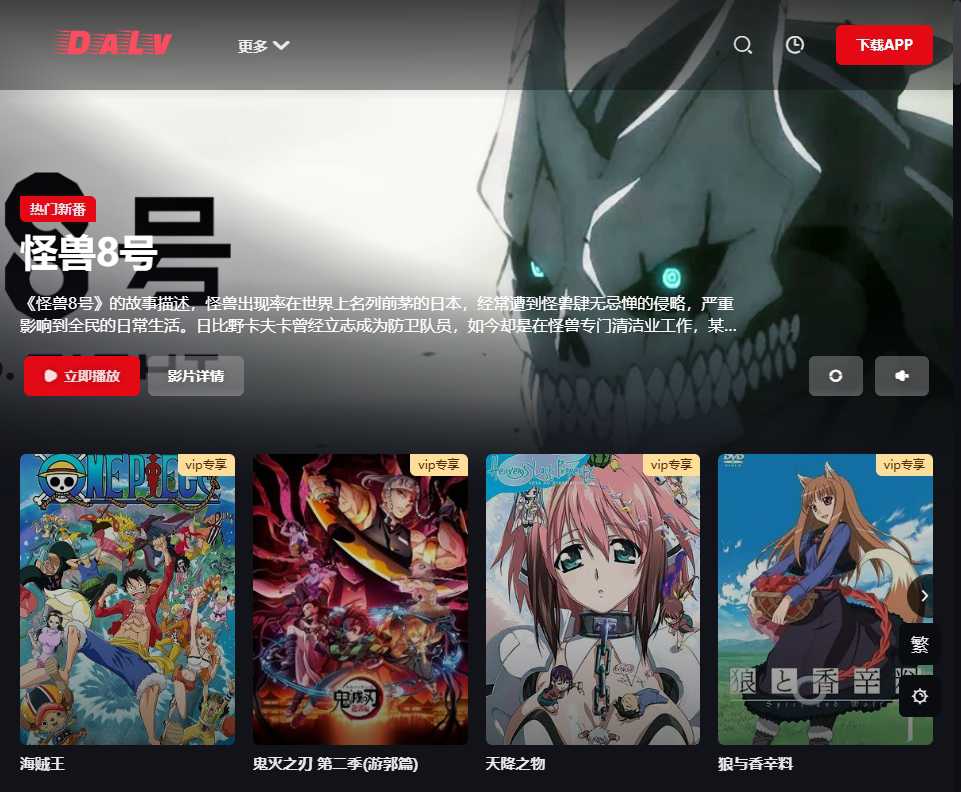 DALV
更多
下载APP
8号
热门新番
怪兽8号
《怪兽8号》的故事描述，怪兽出现率在世界上名列前茅的日本，经常遭到怪兽肆无忌惮的侵略，严重
影响到全民的日常生活。日比野卡夫卡曾经立志成为防卫队员，如今却是在怪兽专门清洁业工作，某...
立即播放
影片详情
vip专享
vip专享
vip专享
vip专享
ONE PIECE
DVD
鬼滅刃
狼と香辛料
Spice and Wolf
繁
海贼王
鬼灭之刃 第二季(游郭篇)
天降之物
狼与香辛料